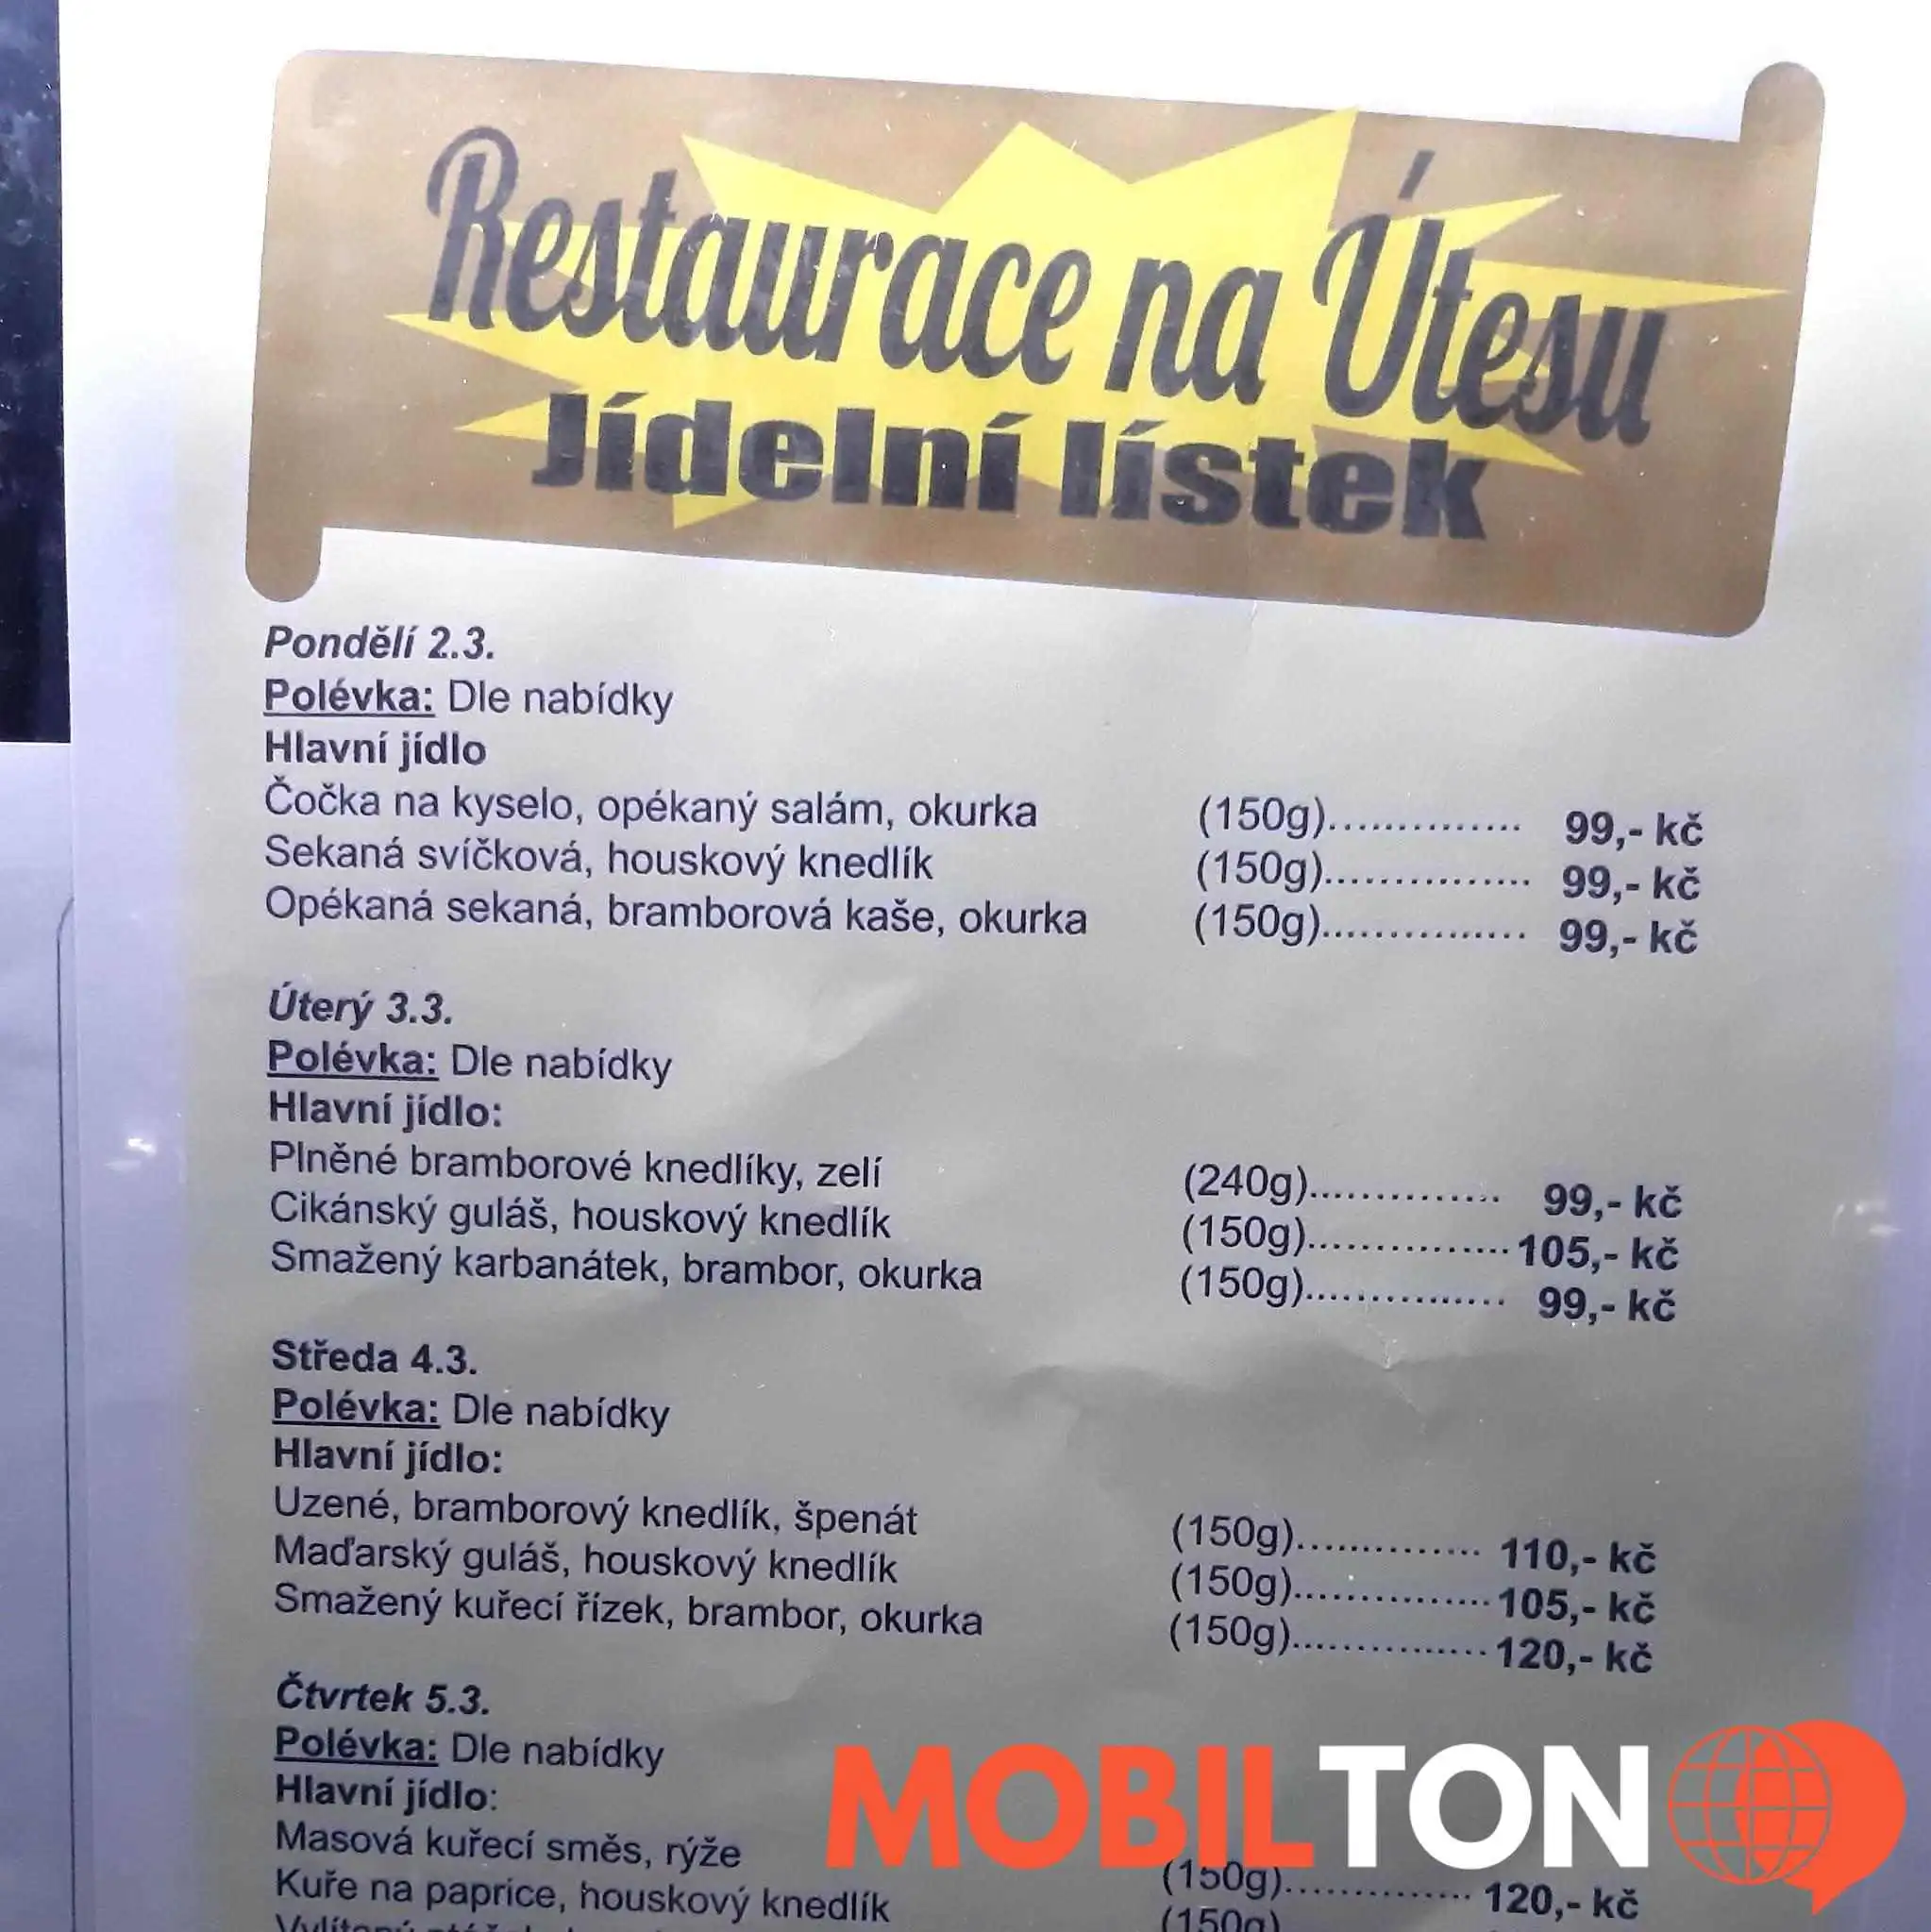 Restaurace na Útesu
Jídelní lístek
Pondělí 2.3.
Polévka: Dle nabídky
Hlavní jídlo
Čočka na kyselo, opékaný salám, okurka (150g)............... 99,- kč
Sekaná svíčková, houskový knedlík (150g)............... 99,- kč
Opékaná sekaná, bramborová kaše, okurka (150g)............... 99,- kč
Úterý 3.3.
Polévka: Dle nabídky
Hlavní jídlo:
Plněné bramborové knedlíky, zelí (240g)............... 99,- kč
Cikánský guláš, houskový knedlík (150g)............... 105,- kč
Smažený karbanátek, brambor, okurka (150g)............... 99,- kč
Středa 4.3.
Polévka: Dle nabídky
Hlavní jídlo:
Uzené, bramborový knedlík, špenát (150g)............... 110,- kč
Maďarský guláš, houskový knedlík (150g)............... 105,- kč
Smažený kuřecí řízek, brambor, okurka (150g)............... 120,- kč
Čtvrtek 5.3.
Polévka: Dle nabídky
Hlavní jídlo:
Masová kuřecí směs, rýže (150g)............... 120,- kč
Kuře na paprice, houskový knedlík (150g)
MOBILTON